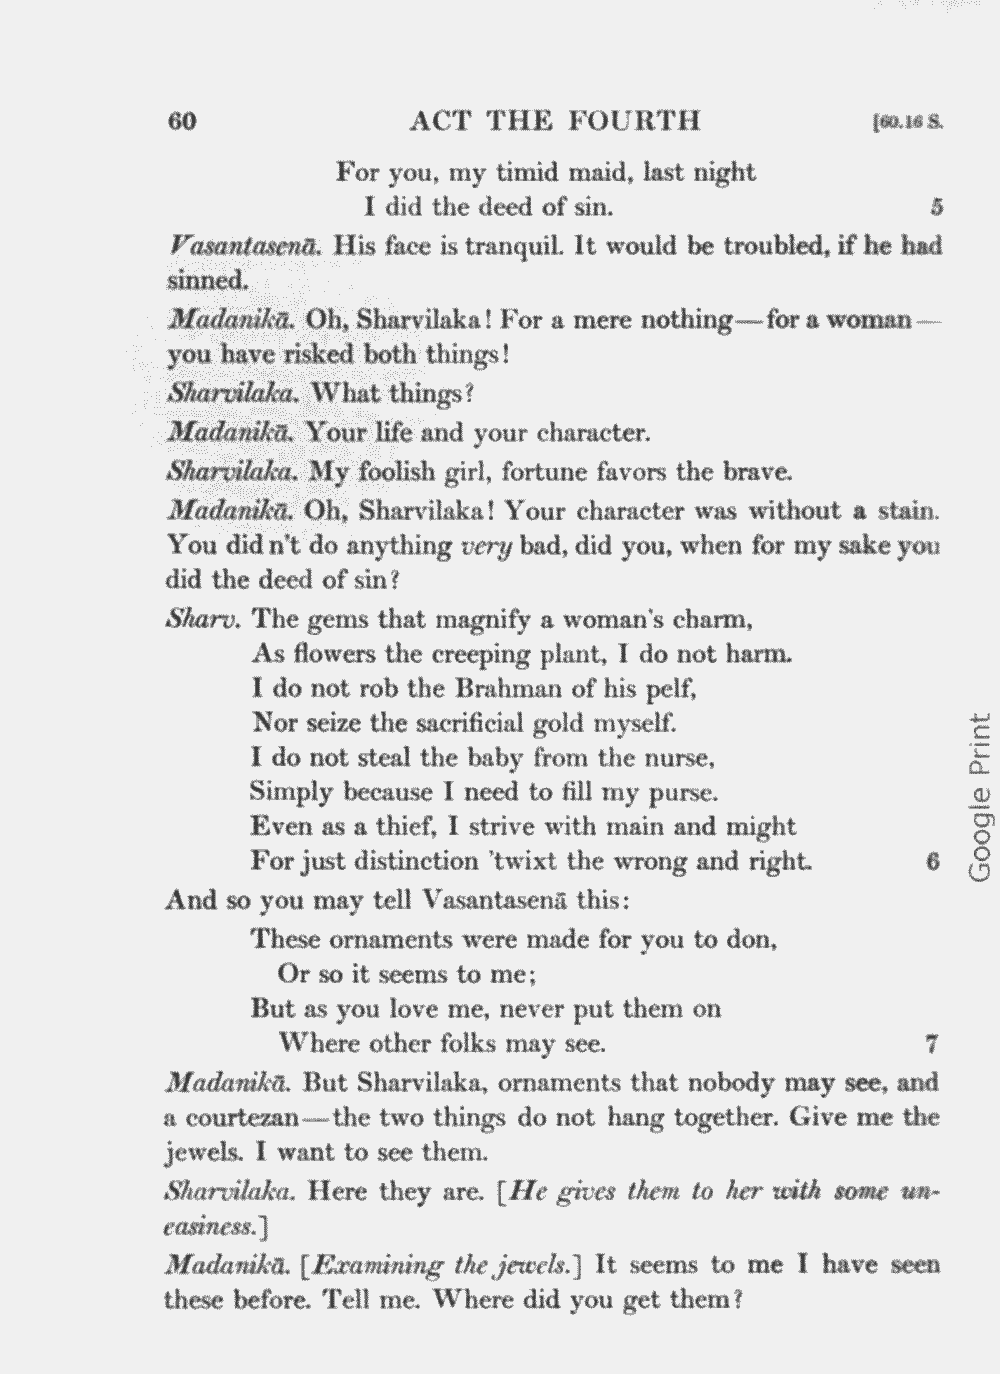 60 ACT THE FOURTH [60.16 S.
For you, my timid maid, last night
I did the deed of sin. 5
Vasantasenā. His face is tranquil. It would be troubled, if he had
sinned.
Madanikā. Oh, Sharvilaka! For a mere nothing—for a woman—
you have risked both things!
Sharvilaka. What things?
Madanikā. Your life and your character.
Sharvilaka. My foolish girl, fortune favors the brave.
Madanikā. Oh, Sharvilaka! Your character was without a stain.
You didn't do anything very bad, did you, when for my sake you
did the deed of sin?
Sharv. The gems that magnify a woman's charm,
As flowers the creeping plant, I do not harm.
I do not rob the Brahman of his pelf,
Nor seize the sacrificial gold myself.
I do not steal the baby from the nurse,
Simply because I need to fill my purse.
Even as a thief, I strive with main and might
For just distinction 'twixt the wrong and right. 6
And so you may tell Vasantasenā this:
These ornaments were made for you to don,
Or so it seems to me;
But as you love me, never put them on
Where other folks may see. 7
Madanikā. But Sharvilaka, ornaments that nobody may see, and
a courtezan—the two things do not hang together. Give me the
jewels. I want to see them.
Sharvilaka. Here they are. [He gives them to her with some un-
easiness.]
Madanikā. [Examining the jewels.] It seems to me I have seen
these before. Tell me. Where did you get them?
Google Print